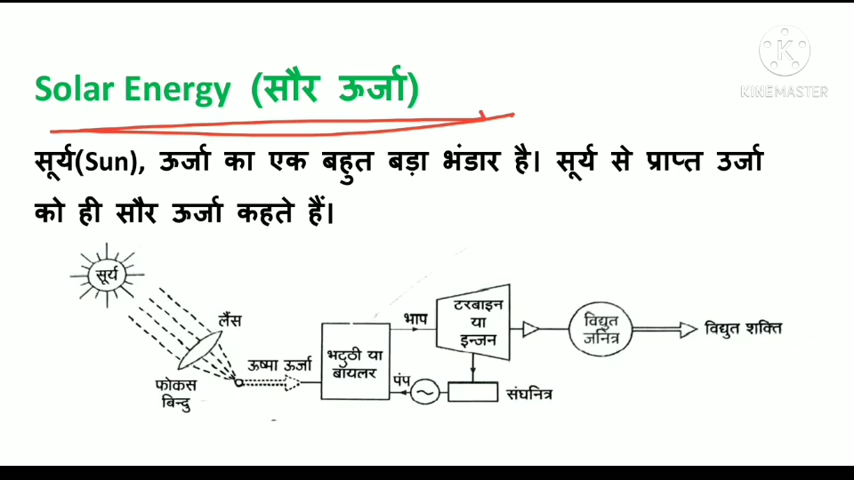 KINEMASTER
Solar Energy (सौर ऊर्जा)
सूर्य(Sun), ऊर्जा का एक बहुत बड़ा भंडार है। सूर्य से प्राप्त उर्जा
को ही सौर ऊर्जा कहते हैं।
सूर्य
लैंस
फोकस
बिन्दु
ऊष्मा ऊर्जा
भट्ठी या
बॉयलर
भाप
पंप
टरबाइन
या
इन्जन
संघनित्र
विद्युत
जनित्र
विद्युत शक्ति